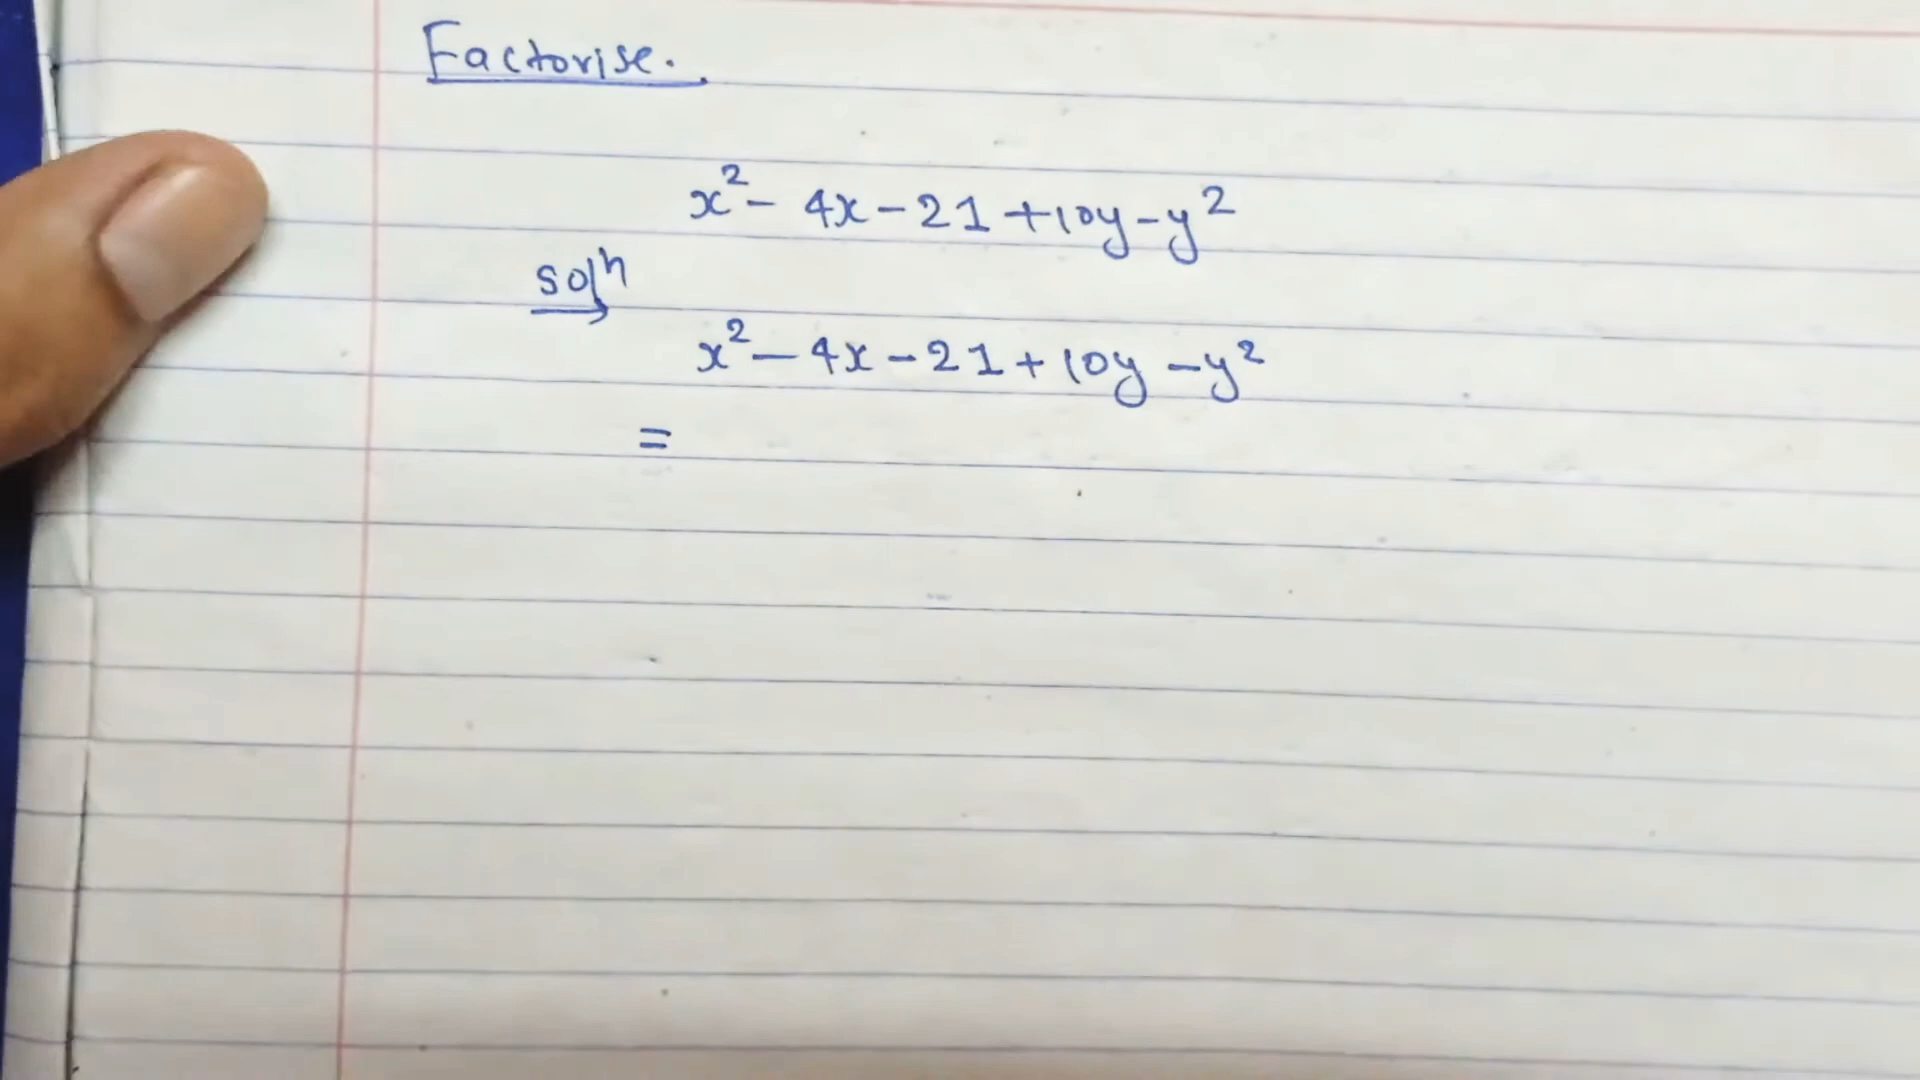 Factorise.
x² - 4x - 21 + 10y - y²
solⁿ
x² - 4x - 21 + 10y - y²
=